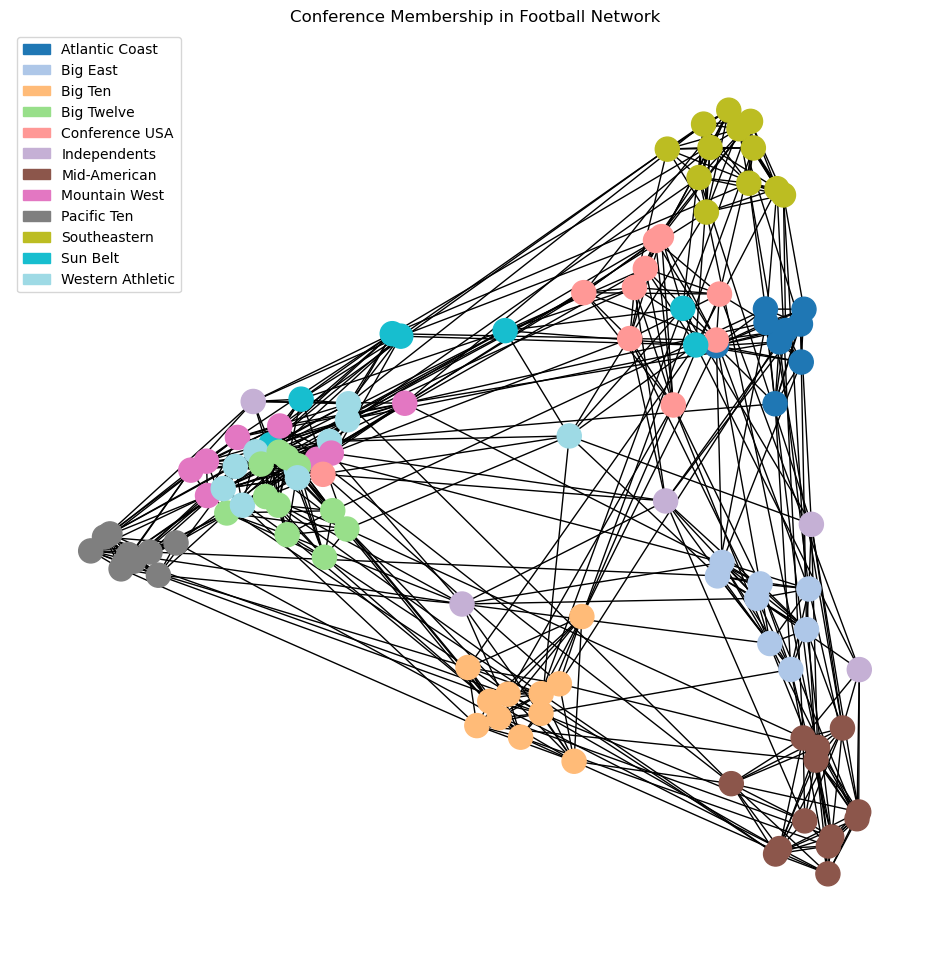 Conference Membership in Football Network
Atlantic Coast
Big East
Big Ten
Big Twelve
Conference USA
Independents
Mid-American
Mountain West
Pacific Ten
Southeastern
Sun Belt
Western Athletic